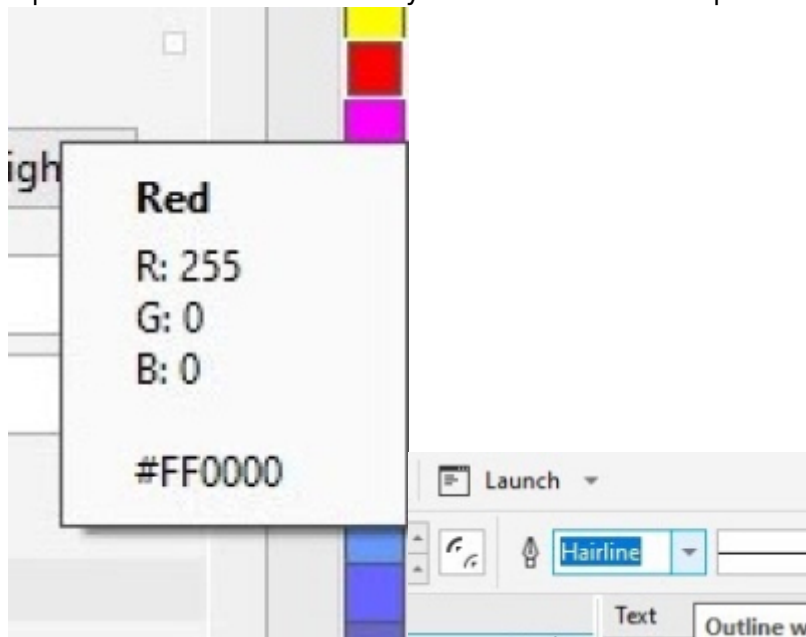 igh
Red
R: 255
G: 0
B: 0
#FF0000
Launch
Hairline
Text
Outline w